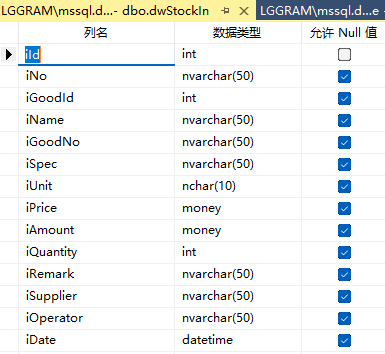 LGGRAM\mssql.d...- dbo.dwStockIn LGGRAM\mssql.d...e -
列名 数据类型 允许 Null 值
iId int
iNo nvarchar(50)
iGoodId int
iName nvarchar(50)
iGoodNo nvarchar(50)
iSpec nvarchar(50)
iUnit nchar(10)
iPrice money
iAmount money
iQuantity int
iRemark nvarchar(50)
iSupplier nvarchar(50)
iOperator nvarchar(50)
iDate datetime